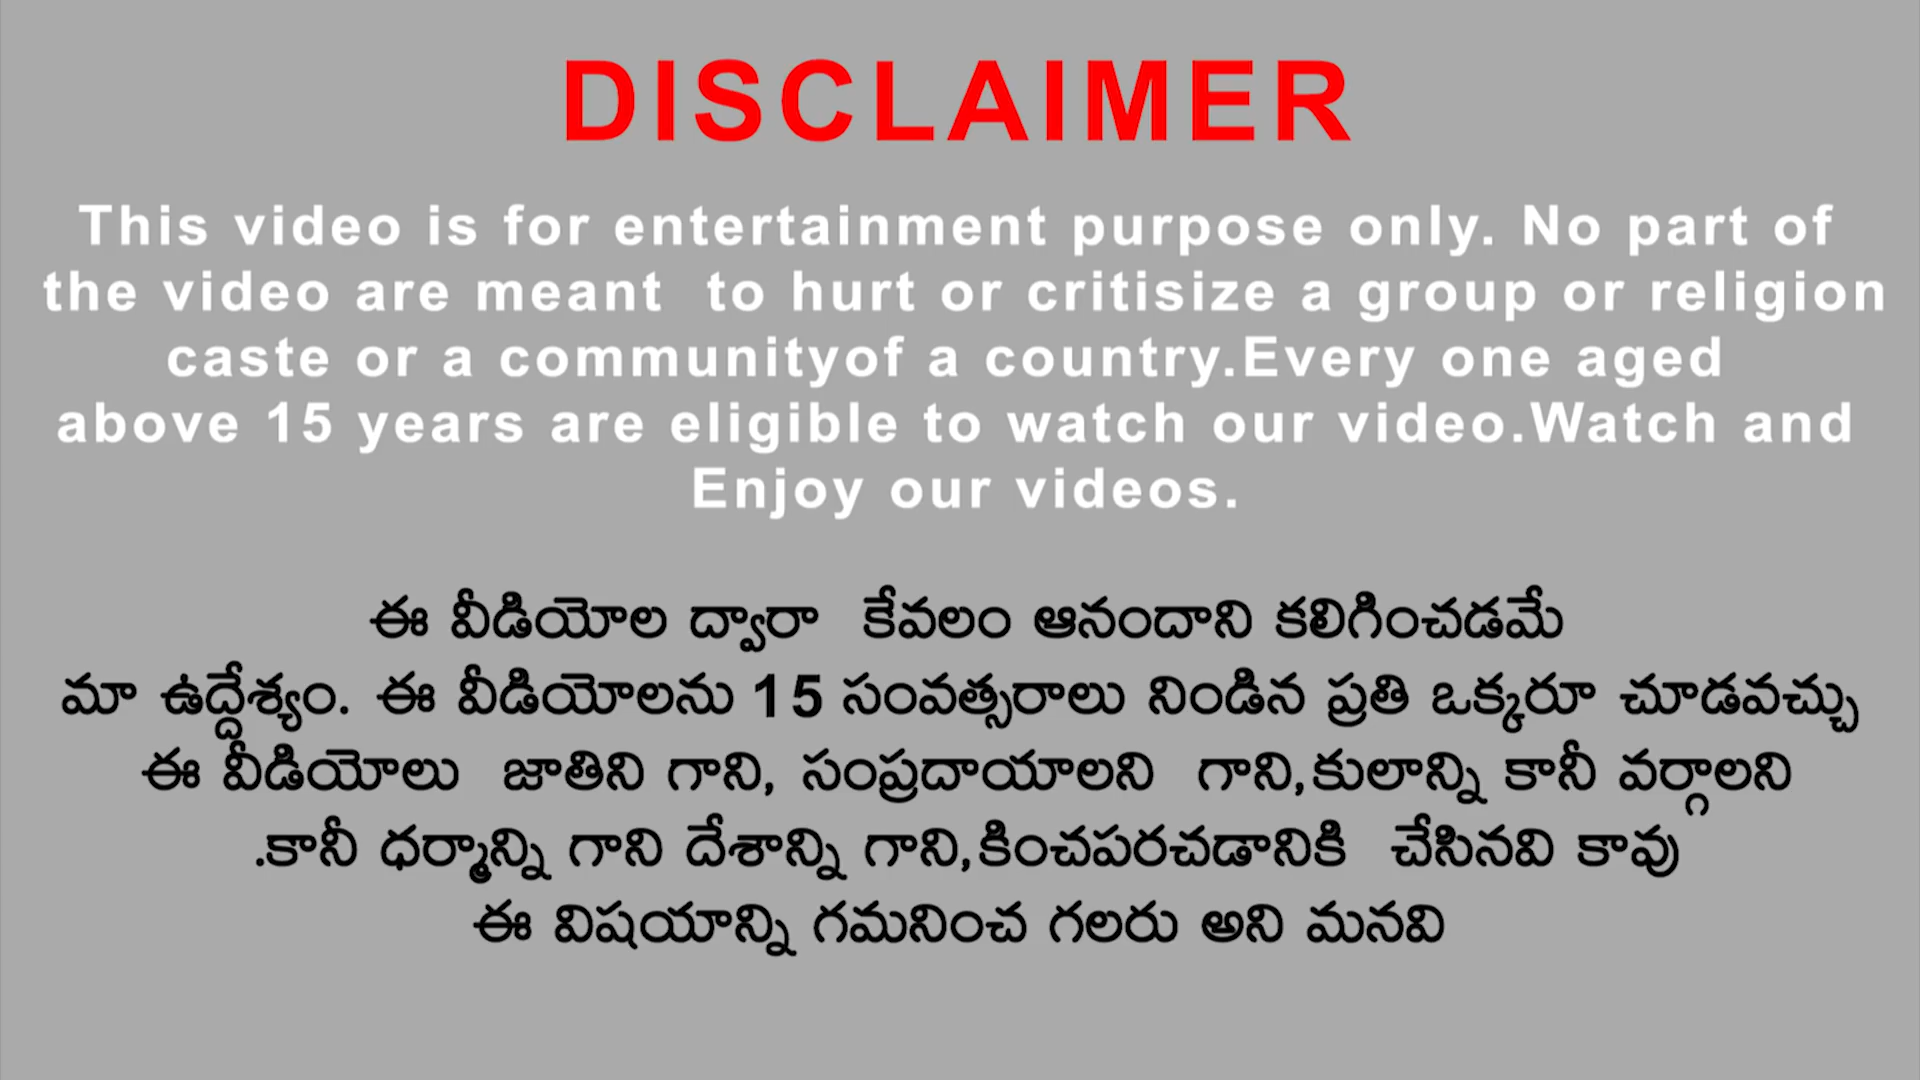 DISCLAIMER
This video is for entertainment purpose only. No part of
the video are meant to hurt or critisize a group or religion
caste or a communityof a country.Every one aged
above 15 years are eligible to watch our video.Watch and
Enjoy our videos.
ఈ వీడియోల ద్వారా కేవలం ఆనందాని కలిగించడమే
మా ఉద్దేశ్యం. ఈ వీడియోలను 15 సంవత్సరాలు నిండిన ప్రతి ఒక్కరూ చూడవచ్చు
ఈ వీడియోలు జాతిని గాని, సంప్రదాయాలని గాని,కులాన్ని కానీ వర్గాలని
.కానీ ధర్మాన్ని గాని దేశాన్ని గాని,కించపరచడానికి చేసినవి కావు
ఈ విషయాన్ని గమనించ గలరు అని మనవి